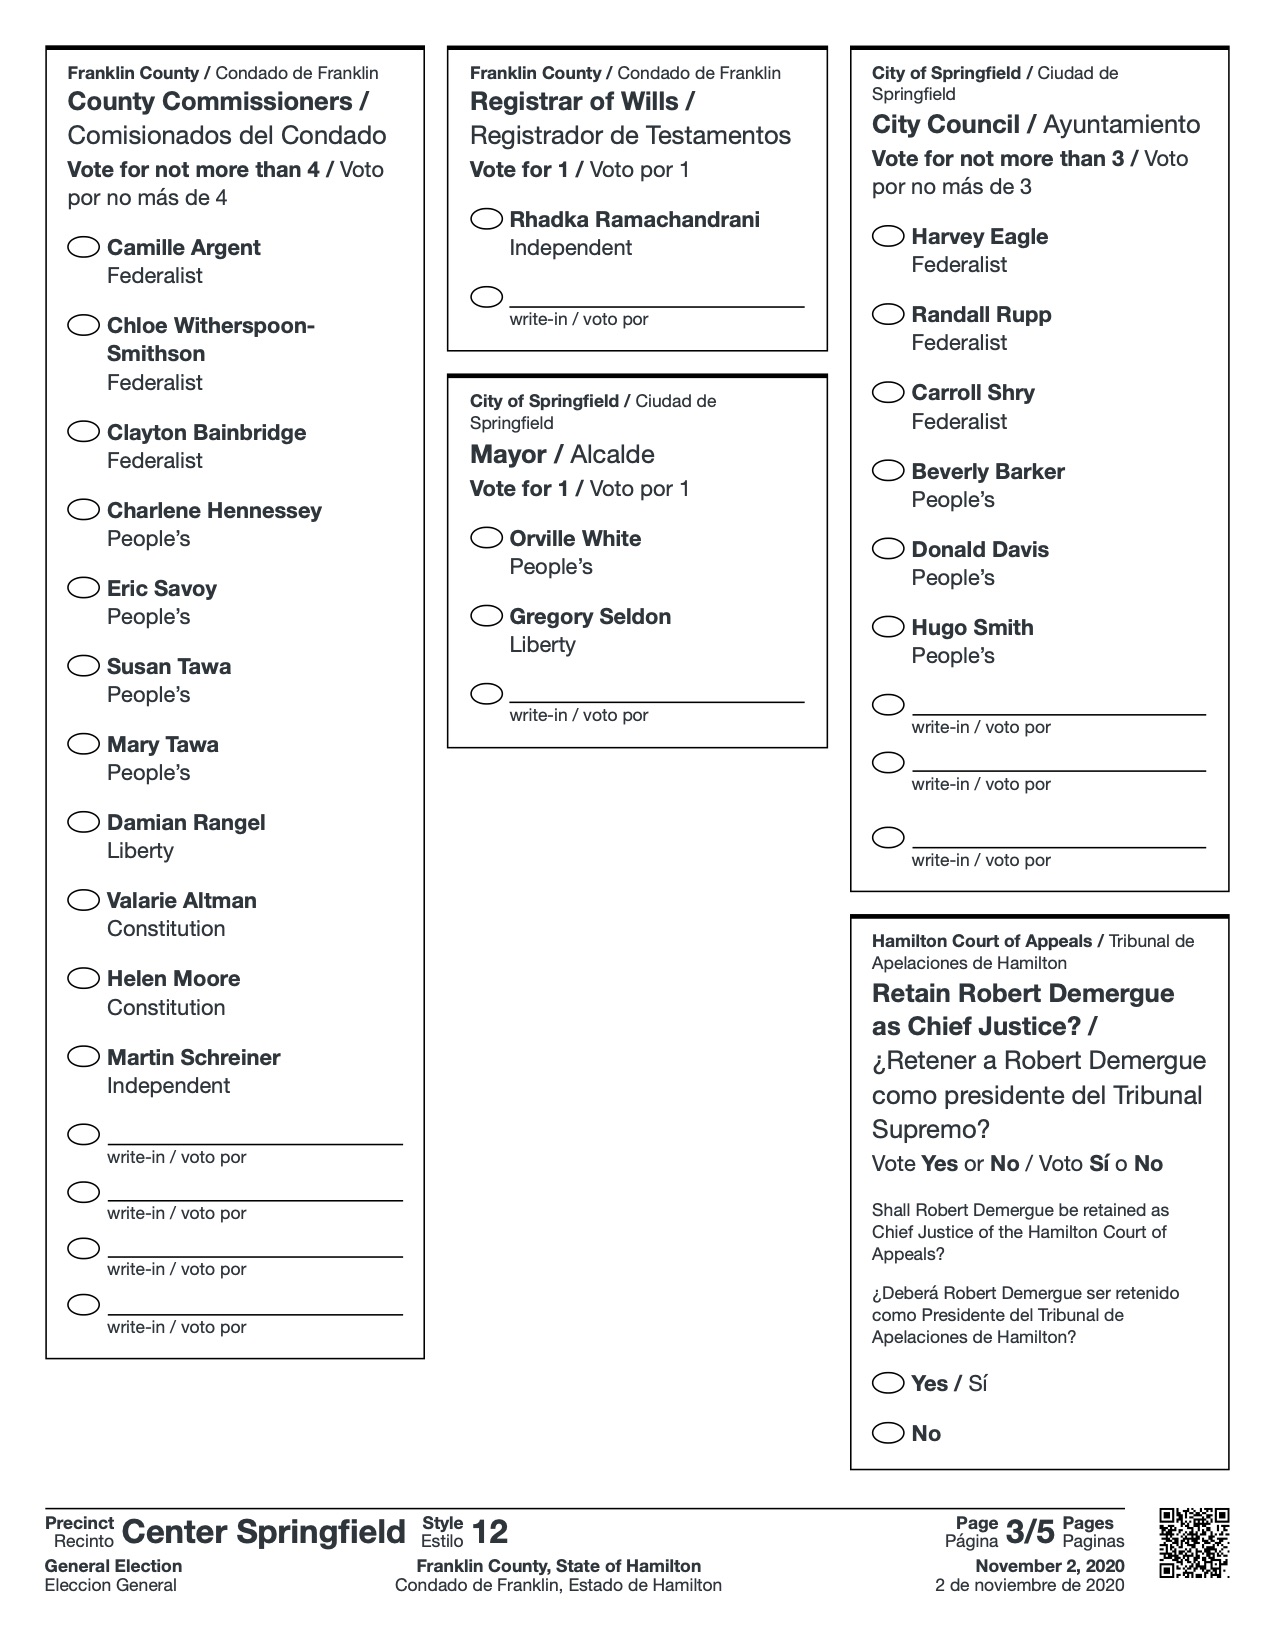 Franklin County / Condado de Franklin
County Commissioners /
Comisionados del Condado
Vote for not more than 4 / Voto
por no más de 4
Camille Argent
Federalist
Chloe Witherspoon-
Smithson
Federalist
Clayton Bainbridge
Federalist
Charlene Hennessey
People’s
Eric Savoy
People’s
Susan Tawa
People’s
Mary Tawa
People’s
Damian Rangel
Liberty
Valarie Altman
Constitution
Helen Moore
Constitution
Martin Schreiner
Independent
write-in / voto por
write-in / voto por
write-in / voto por
write-in / voto por
Franklin County / Condado de Franklin
Registrar of Wills /
Registrador de Testamentos
Vote for 1 / Voto por 1
Rhadka Ramachandrani
Independent
write-in / voto por
City of Springfield / Ciudad de
Springfield
Mayor / Alcalde
Vote for 1 / Voto por 1
Orville White
People’s
Gregory Seldon
Liberty
write-in / voto por
City of Springfield / Ciudad de
Springfield
City Council / Ayuntamiento
Vote for not more than 3 / Voto
por no más de 3
Harvey Eagle
Federalist
Randall Rupp
Federalist
Carroll Shry
Federalist
Beverly Barker
People’s
Donald Davis
People’s
Hugo Smith
People’s
write-in / voto por
write-in / voto por
write-in / voto por
Hamilton Court of Appeals / Tribunal de
Apelaciones de Hamilton
Retain Robert Demergue
as Chief Justice? /
¿Retener a Robert Demergue
como presidente del Tribunal
Supremo?
Vote Yes or No / Voto Sí o No
Shall Robert Demergue be retained as
Chief Justice of the Hamilton Court of
Appeals?
¿Deberá Robert Demergue ser retenido
como Presidente del Tribunal de
Apelaciones de Hamilton?
Yes / Sí
No
Precinct
Recinto
Center Springfield
Style
Estilo
12
Page
Página
3/5
Pages
Paginas
General Election
Eleccion General
Franklin County, State of Hamilton
Condado de Franklin, Estado de Hamilton
November 2, 2020
2 de noviembre de 2020